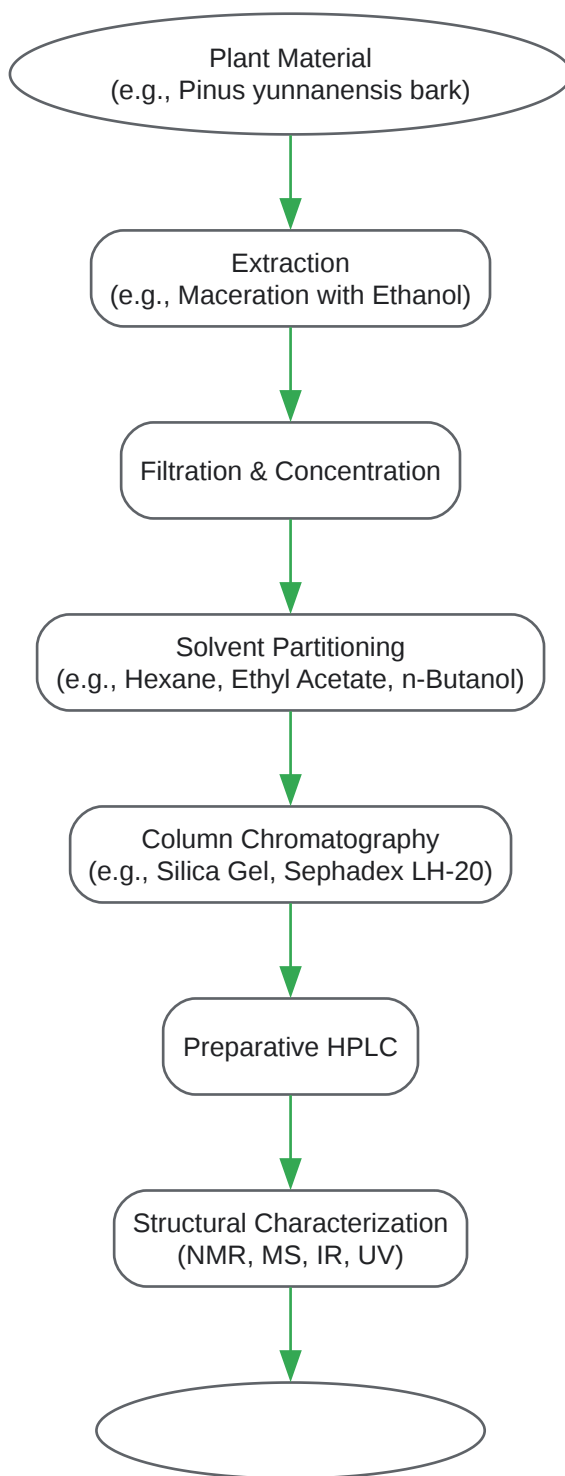 Plant Material
(e.g., Pinus yunnanensis bark)
Extraction
(e.g., Maceration with Ethanol)
Filtration & Concentration
Solvent Partitioning
(e.g., Hexane, Ethyl Acetate, n-Butanol)
Column Chromatography
(e.g., Silica Gel, Sephadex LH-20)
Preparative HPLC
Structural Characterization
(NMR, MS, IR, UV)